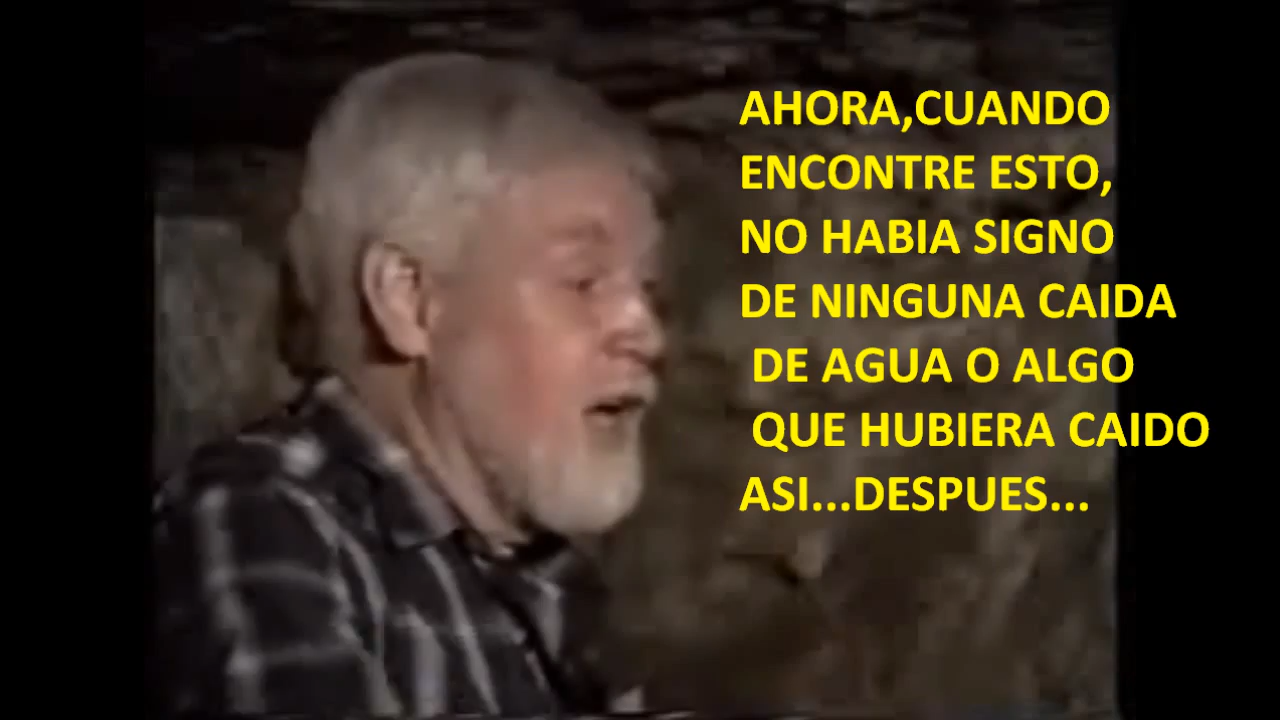 AHORA,CUANDO
ENCONTRE ESTO,
NO HABIA SIGNO
DE NINGUNA CAIDA
DE AGUA O ALGO
QUE HUBIERA CAIDO
ASI...DESPUES...